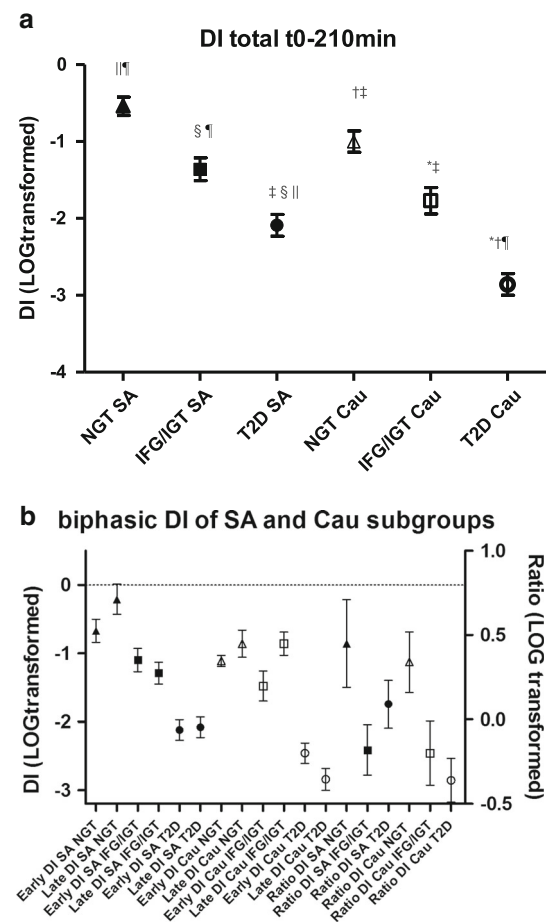 a
DI total t0-210min
0
-1
-2
-3
-4
DI (LOGtransformed)
||¶
§ ¶
‡ § ||
†‡
*‡
*†¶
NGT SA
IFG/IGT SA
T2D SA
NGT Cau
IFG/IGT Cau
T2D Cau
b
biphasic DI of SA and Cau subgroups
0
-1
-2
-3
DI (LOGtransformed)
1.0
0.5
0.0
-0.5
Ratio (LOG transformed)
Early DI SA NGT
Late DI SA NGT
Early DI SA IFG/IGT
Late DI SA IFG/IGT
Early DI SA T2D
Late DI SA T2D
Early DI Cau NGT
Late DI Cau NGT
Early DI Cau IFG/IGT
Late DI Cau IFG/IGT
Early DI Cau T2D
Late DI Cau T2D
Ratio DI SA NGT
Ratio DI SA IFG/IGT
Ratio DI SA T2D
Ratio DI Cau NGT
Ratio DI Cau IFG/IGT
Ratio DI Cau T2D